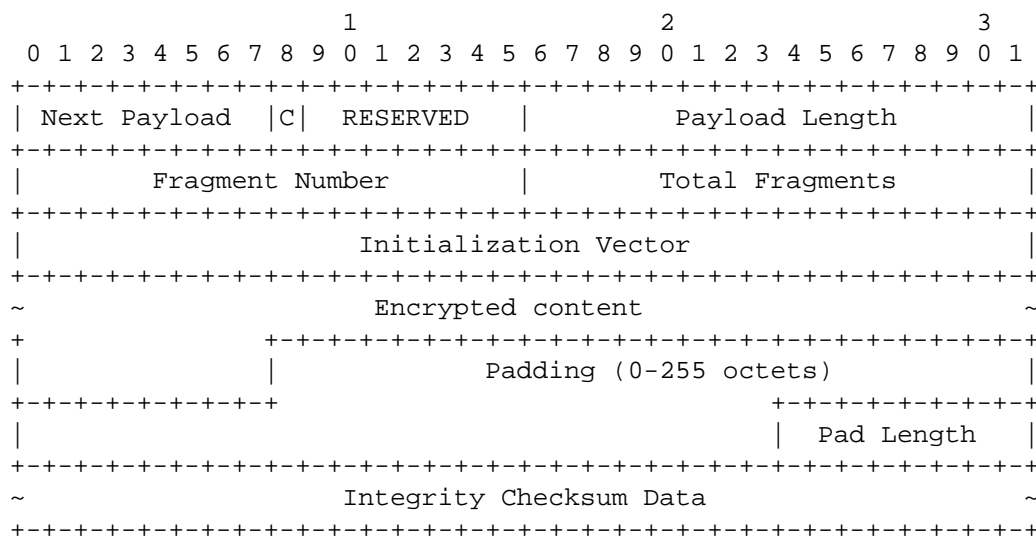 1                   2                   3
 0 1 2 3 4 5 6 7 8 9 0 1 2 3 4 5 6 7 8 9 0 1 2 3 4 5 6 7 8 9 0 1
+-+-+-+-+-+-+-+-+-+-+-+-+-+-+-+-+-+-+-+-+-+-+-+-+-+-+-+-+-+-+-+-+
| Next Payload  |C|  RESERVED   |         Payload Length        |
+-+-+-+-+-+-+-+-+-+-+-+-+-+-+-+-+-+-+-+-+-+-+-+-+-+-+-+-+-+-+-+-+
|        Fragment Number        |        Total Fragments        |
+-+-+-+-+-+-+-+-+-+-+-+-+-+-+-+-+-+-+-+-+-+-+-+-+-+-+-+-+-+-+-+-+
|                     Initialization Vector                     |
+-+-+-+-+-+-+-+-+-+-+-+-+-+-+-+-+-+-+-+-+-+-+-+-+-+-+-+-+-+-+-+-+
~                      Encrypted content                        ~
+               +-+-+-+-+-+-+-+-+-+-+-+-+-+-+-+-+-+-+-+-+-+-+-+-+
|               |             Padding (0-255 octets)            |
+-+-+-+-+-+-+-+-+                               +-+-+-+-+-+-+-+-+
|                                               |  Pad Length   |
+-+-+-+-+-+-+-+-+-+-+-+-+-+-+-+-+-+-+-+-+-+-+-+-+-+-+-+-+-+-+-+-+
~                    Integrity Checksum Data                    ~
+-+-+-+-+-+-+-+-+-+-+-+-+-+-+-+-+-+-+-+-+-+-+-+-+-+-+-+-+-+-+-+-+